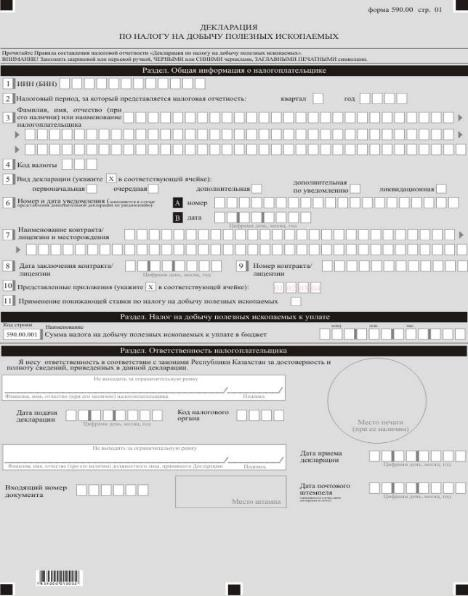 форма 590.00 стр. 01
ДЕКЛАРАЦИЯ
ПО НАЛОГУ НА ДОБЫЧУ ПОЛЕЗНЫХ ИСКОПАЕМЫХ
Прочитайте Правила составления налоговой отчетности «Декларация по налогу на добычу полезных ископаемых».
ВНИМАНИЕ! Заполнять шариковой или перьевой ручкой, ЧЕРНЫМИ или СИНИМИ чернилами, ЗАГЛАВНЫМИ ПЕЧАТНЫМИ символами.
Раздел. Общая информация о налогоплательщике
1 ИИН (БИН)
2 Налоговый период, за который представляется налоговая отчетность: квартал год
3 Фамилия, имя, отчество (при
его наличии) или наименование
налогоплательщика
4 Код валюты
5 Вид декларации (укажите X в соответствующей ячейке):
первоначальная очередная дополнительная дополнительная
по уведомлению ликвидационная
6 Номер и дата уведомления (заполняется в случае
представления дополнительной декларации по уведомлению)
A номер
B дата
Цифрами день, месяц, год
7 Наименование контракта/
лицензии и месторождения
8 Дата заключения контракта/
лицензии
Цифрами день, месяц, год
9 Номер контракта/
лицензии
10 Представленные приложения (укажите X в соответствующей ячейке):
11 Применение понижающей ставки по налогу на добычу полезных ископаемых
Раздел. Налог на добычу полезных ископаемых к уплате
Код строки Наименование
590.00.001 Сумма налога на добычу полезных ископаемых к уплате в бюджет
Раздел. Ответственность налогоплательщика
Я несу ответственность в соответствие с законами Республики Казахстан за достоверность и
полноту сведений, приведенных в данной декларации.
Не выходить за ограничительную рамку
Фамилия, имя, отчество (при его наличии) налогоплательщика Подпись
Дата подачи
декларации
Цифрами день, месяц, год
Код налогового
органа
Место печати
(при ее наличии)
Не выходить за ограничительную рамку
Фамилия, имя, отчество (при его наличии) должностного лица, принявшего Декларацию Подпись
Дата приема
декларации
Цифрами день, месяц, год
Входящий номер
документа
Место штампа
Дата почтового
штемпеля
Цифрами день, месяц, год